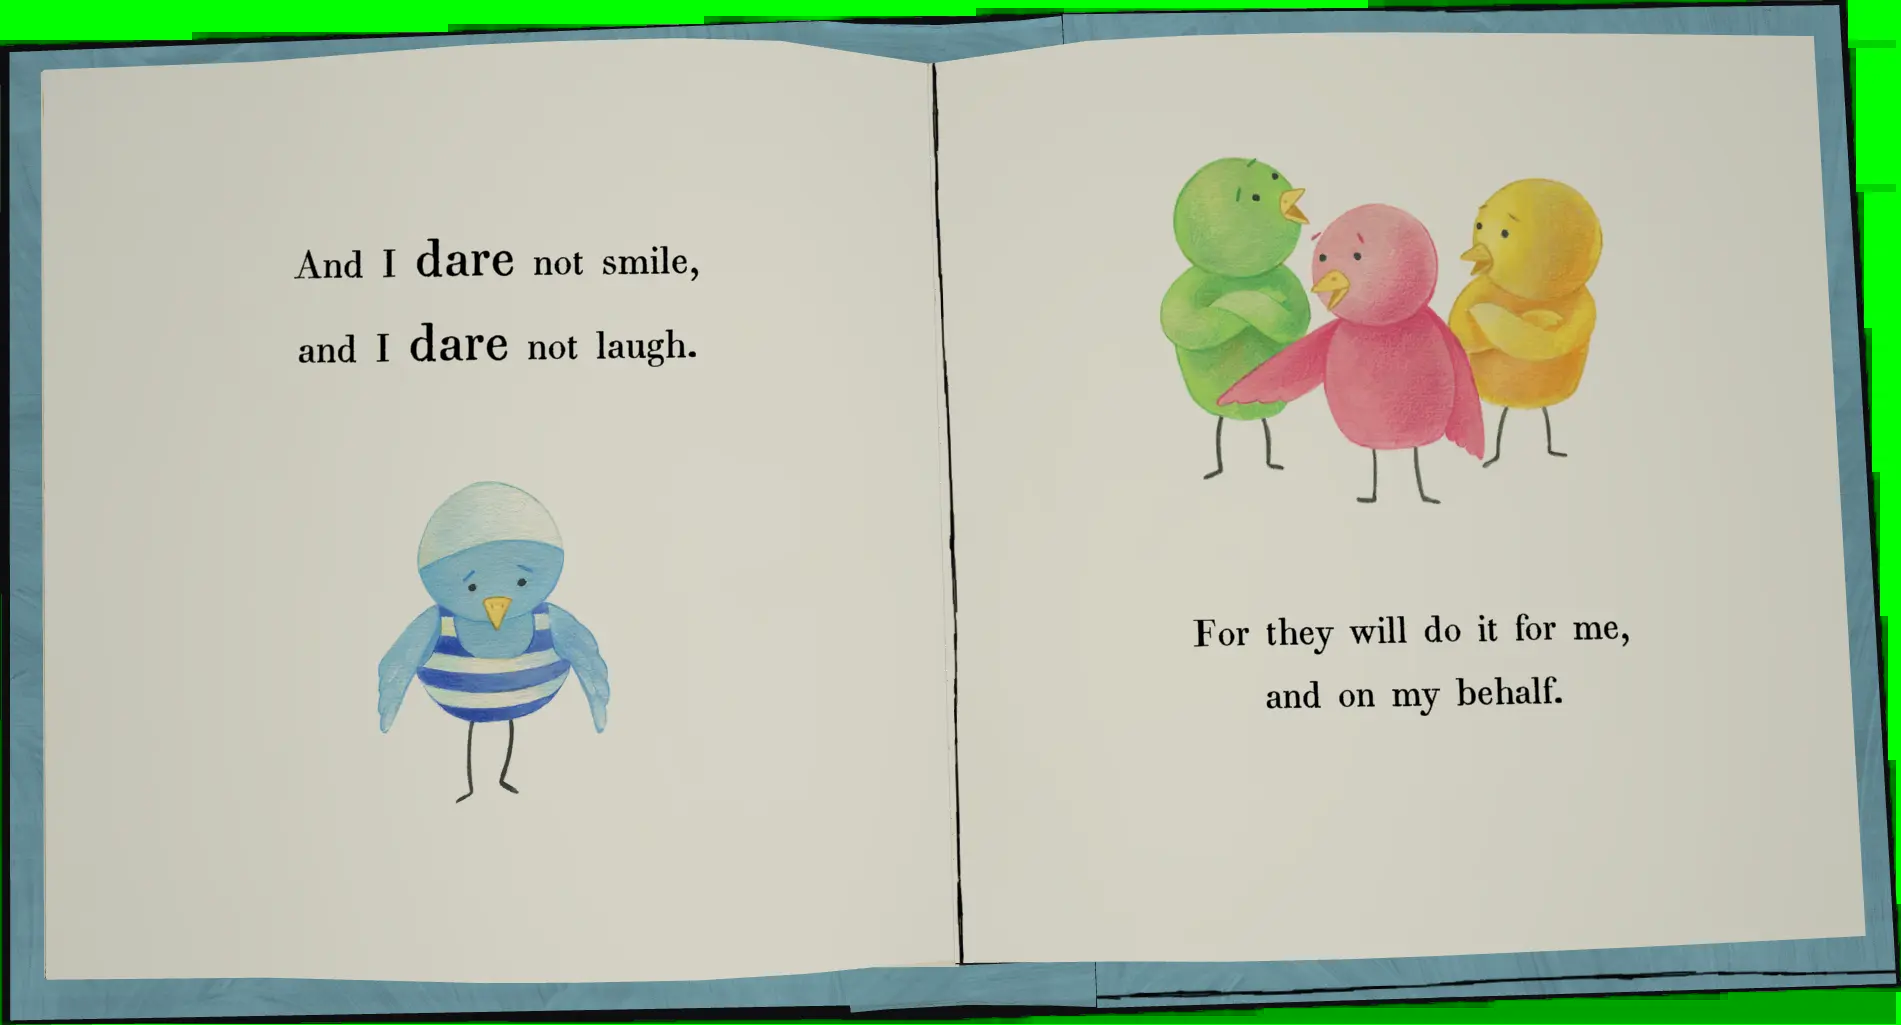 And I dare not smile,
and I dare not laugh.
For they will do it for me,
and on my behalf.